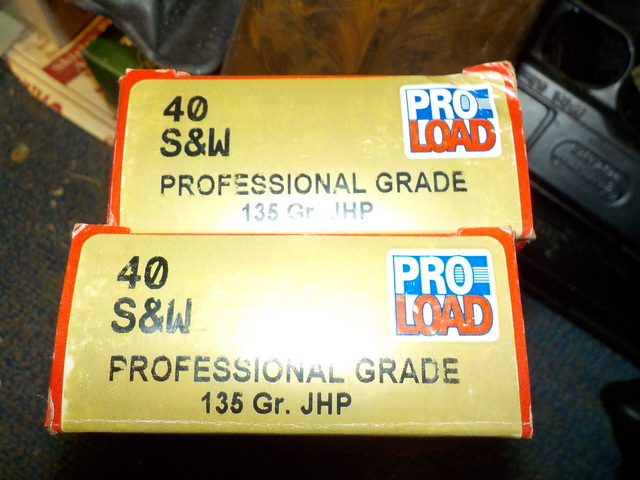 40
S&W
PRO
LOAD
PROFESSIONAL GRADE
135 Gr. JHP
40
S&W
PRO
LOAD
PROFESSIONAL GRADE
135 Gr. JHP